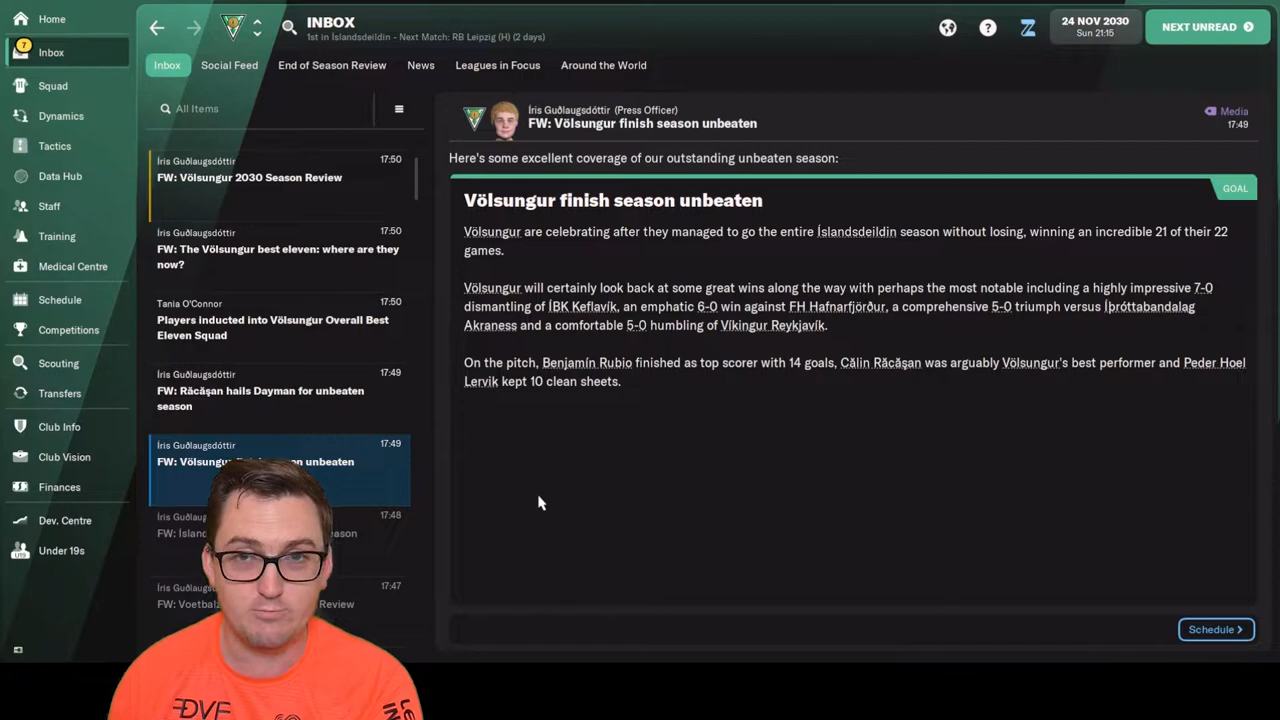 Home
7
Inbox
Squad
Dynamics
Tactics
Data Hub
Staff
Training
Medical Centre
Schedule
Competitions
Scouting
Transfers
Club Info
Club Vision
Finances
Dev. Centre
Under 19s
INBOX
1st in Íslandsdeildin - Next Match: RB Leipzig (H) (2 days)
24 NOV 2030
Sun 21:15
NEXT UNREAD
Inbox Social Feed End of Season Review News Leagues in Focus Around the World
All Items
Íris Guðlaugsdóttir 17:50
FW: Völsungur 2030 Season Review
Íris Guðlaugsdóttir 17:50
FW: The Völsungur best eleven: where are they
now?
Tania O'Connor 17:50
Players inducted into Völsungur Overall Best
Eleven Squad
Íris Guðlaugsdóttir 17:49
FW: Răcășan hails Dayman for unbeaten
season
Íris Guðlaugsdóttir 17:49
FW: Völsungur unbeaten
Íris 17:48
FW:
Íris 17:47
FW: Review
Íris Guðlaugsdóttir (Press Officer)
FW: Völsungur finish season unbeaten
Media
17:49
Here's some excellent coverage of our outstanding unbeaten season:
GOAL
Völsungur finish season unbeaten
Völsungur are celebrating after they managed to go the entire Íslandsdeildin season without losing, winning an incredible 21 of their 22
games.
Völsungur will certainly look back at some great wins along the way with perhaps the most notable including a highly impressive 7-0
dismantling of ÍBK Keflavík, an emphatic 6-0 win against FH Hafnarfjörður, a comprehensive 5-0 triumph versus Íþróttabandalag
Akraness and a comfortable 5-0 humbling of Víkingur Reykjavík.
On the pitch, Benjamín Rubio finished as top scorer with 14 goals, Călin Răcășan was arguably Völsungur's best performer and Peder Hoel
Lervik kept 10 clean sheets.
Schedule